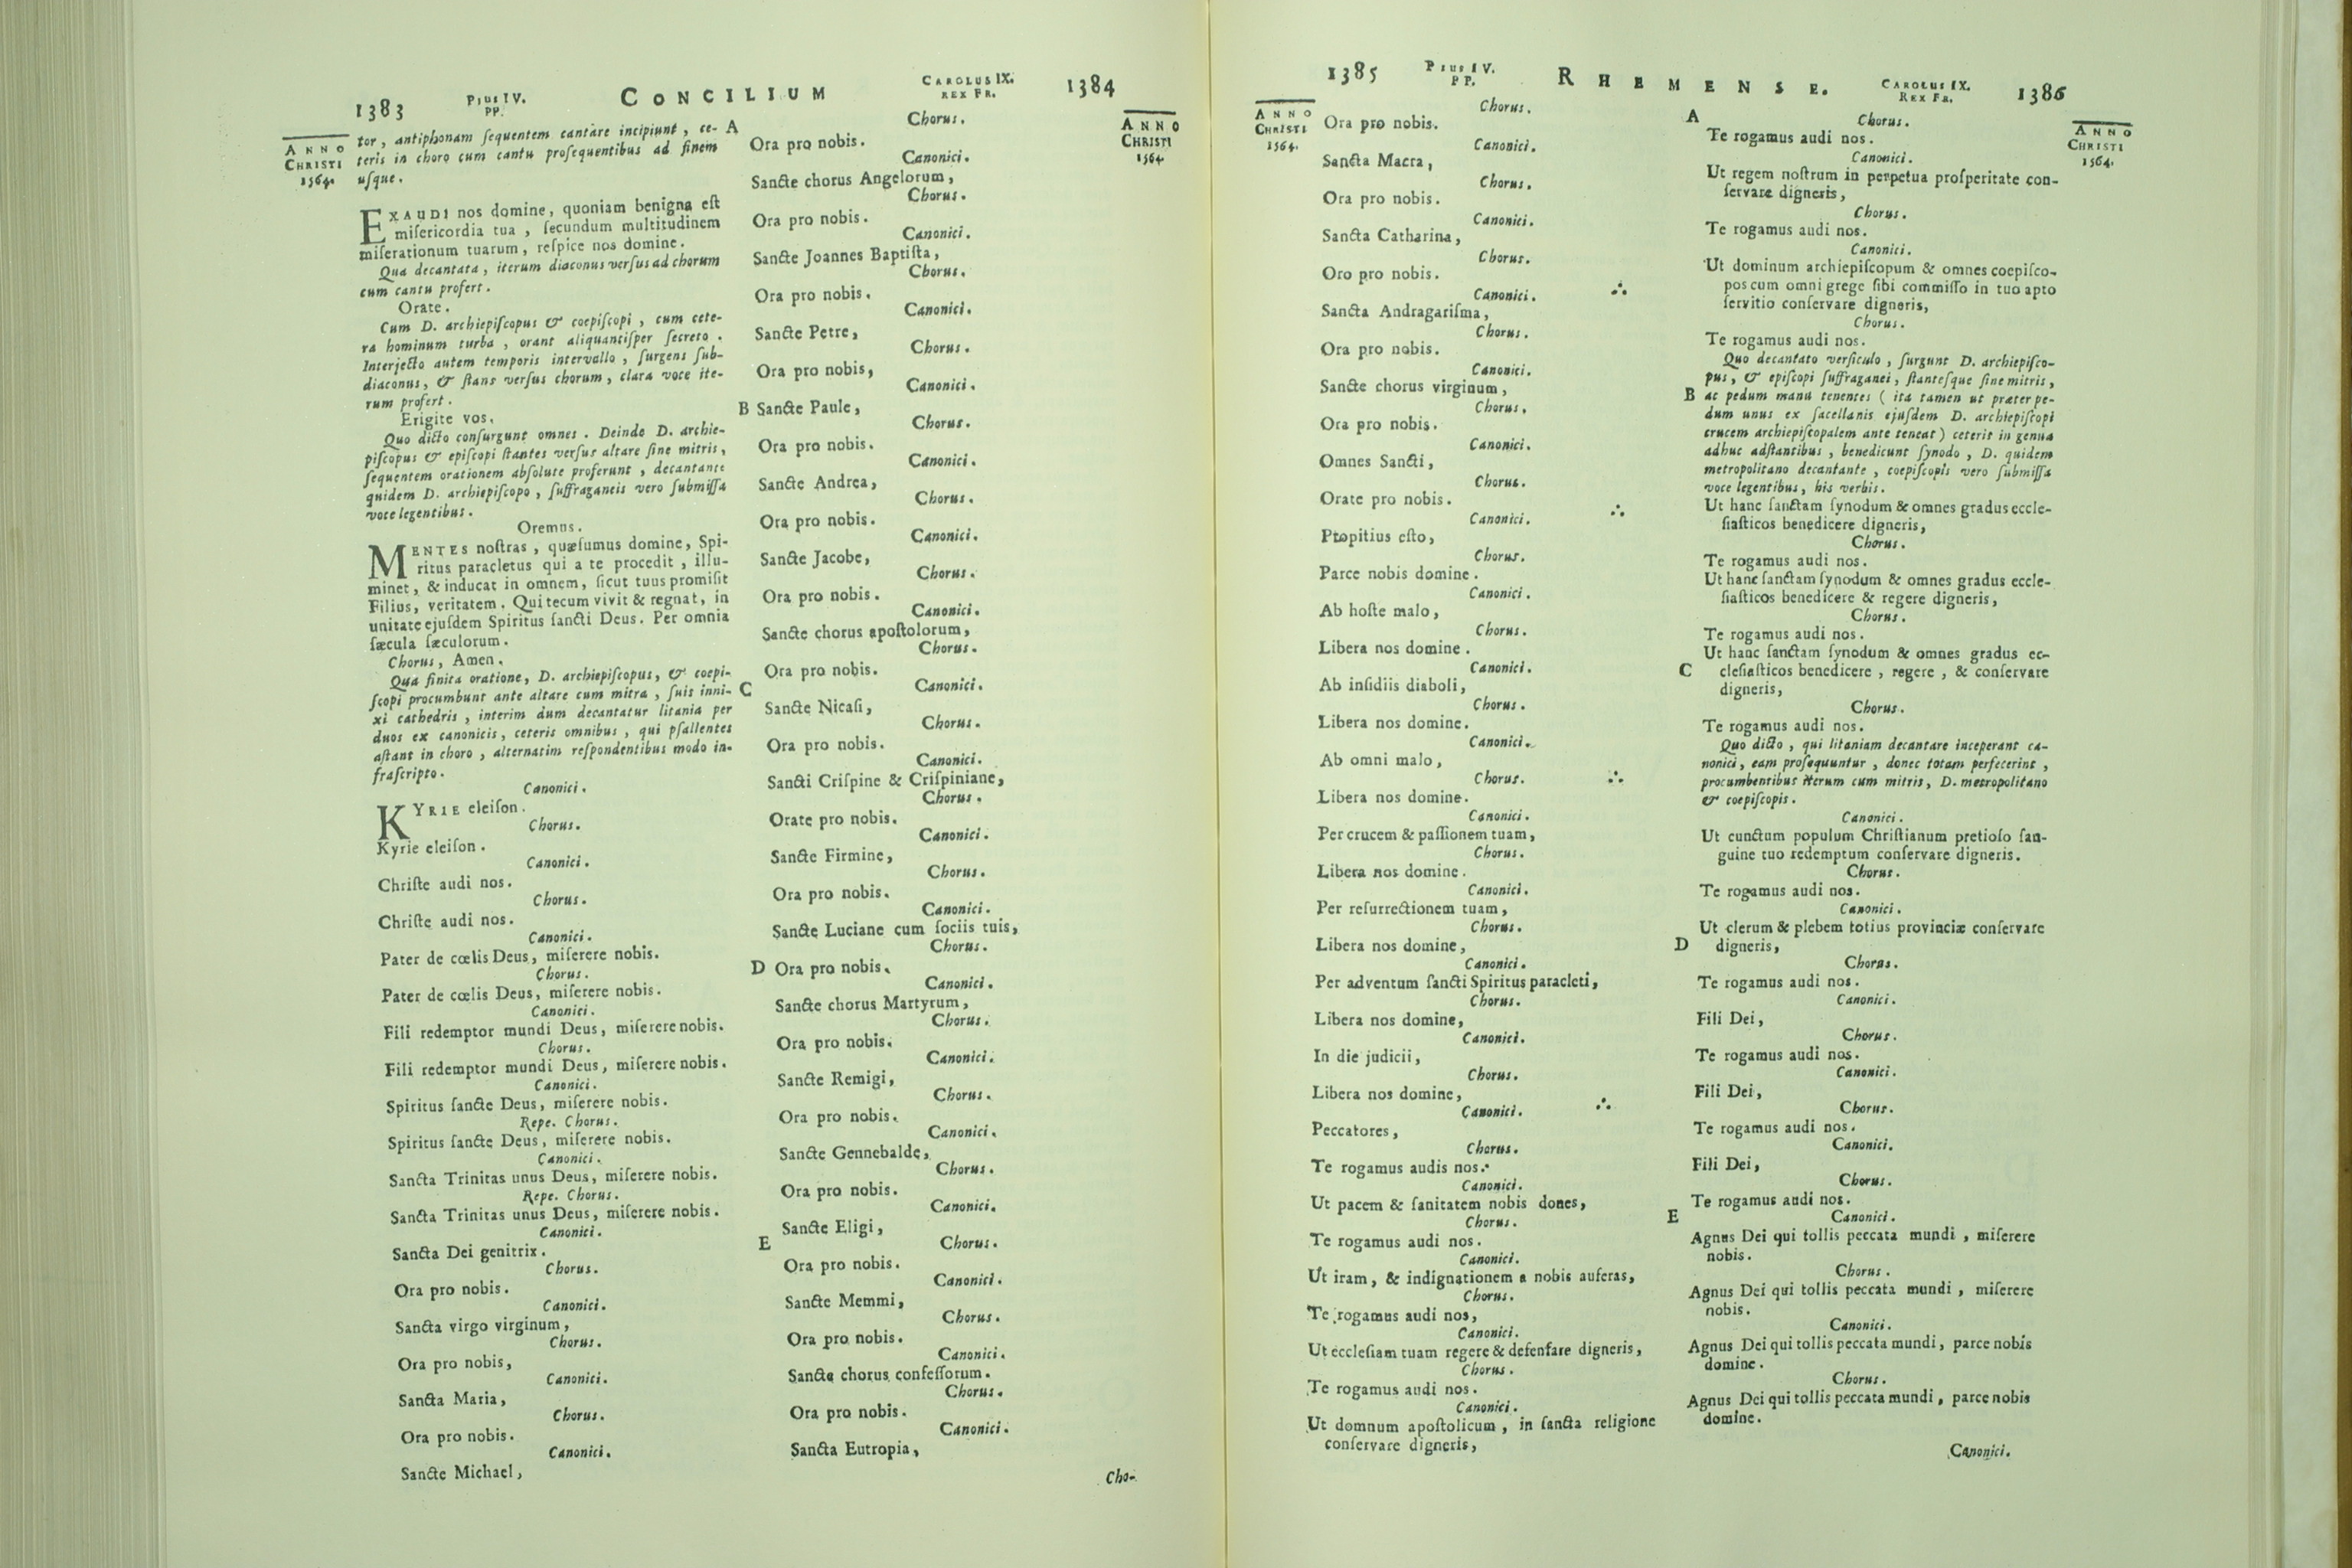 1383
PIUS IV.
PP.
CONCILIUM
CAROLUS IX.
REX FR.
1384
ANNO
CHRISTI
1564.
tor, antiphonam ſequentem cantare incipiunt, ce-
teris in choro cum cantu proſequentibus ad finem
uſque.
EXAUDI nos domine, quoniam benigna eſt
miſericordia tua, ſecundum multitudinem
miſerationum tuarum, reſpice nos domine.
Qua decantata, iterum diaconus verſus ad chorum
cum cantu profert.
Orate.
Cum D. archiepiſcopus & coepiſcopi, cum cete-
ra hominum turba, orant aliquantiſper ſecreto.
Interjecto autem temporis intervallo, ſurgens ſub-
diaconus, & ſtans verſus chorum, clara voce ite-
rum profert.
Erigite vos.
Quo dicto conſurgunt omnes. Deinde D. archie-
piſcopus & epiſcopi ſtantes verſus altare ſine mitris,
ſequentem orationem abſolute proferunt, decantante
quidem D. archiepiſcopo, ſuffraganeis vero ſubmiſſa
voce legentibus.
Oremus.
MENTES noſtras, quæſumus domine, Spi-
ritus paracletus qui a te procedit, illu-
minet, & inducat in omnem, ſicut tuus promiſit
Filius, veritatem. Qui tecum vivit & regnat, in
unitate ejuſdem Spiritus ſancti Deus. Per omnia
ſæcula ſæculorum.
Chorus, Amen.
Qua finita oratione, D. archiepiſcopus, & coepi-
ſcopi procumbunt ante altare cum mitra, ſuis inni-
xi cathedris, interim dum decantatur litania per
duos ex canonicis, ceteris omnibus, qui pſallentes
aſtant in choro, alternatim reſpondentibus modo in-
fraſcripto.
Canonici.
KYRIE eleiſon.
Chorus.
Kyrie eleiſon.
Canonici.
Chriſte audi nos.
Chorus.
Chriſte audi nos.
Canonici.
Pater de cœlis Deus, miſerere nobis.
Chorus.
Pater de cœlis Deus, miſerere nobis.
Canonici.
Fili redemptor mundi Deus, miſerere nobis.
Chorus.
Fili redemptor mundi Deus, miſerere nobis.
Canonici.
Spiritus ſancte Deus, miſerere nobis.
Repe. Chorus.
Spiritus ſancte Deus, miſerere nobis.
Canonici.
Sancta Trinitas unus Deus, miſerere nobis.
Repe. Chorus.
Sancta Trinitas unus Deus, miſerere nobis.
Canonici.
Sancta Dei genitrix.
Chorus.
Ora pro nobis.
Canonici.
Sancta virgo virginum,
Chorus.
Ora pro nobis,
Canonici.
Sancta Maria,
Chorus.
Ora pro nobis.
Canonici.
Sancte Michael,
A
Chorus.
ANNO
CHRISTI
1564
Ora pro nobis.
Canonici.
Sancte chorus Angelorum,
Chorus.
Ora pro nobis.
Canonici.
Sancte Joannes Baptiſta,
Chorus.
Ora pro nobis.
Canonici.
Sancte Petre,
Chorus.
Ora pro nobis,
Canonici.
B Sancte Paule,
Chorus.
Ora pro nobis.
Canonici.
Sancte Andrea,
Chorus.
Ora pro nobis.
Canonici.
Sancte Jacobe,
Chorus.
Ora pro nobis.
Canonici.
Sancte chorus apoſtolorum,
Chorus.
Ora pro nobis.
C
Canonici.
Sancte Nicaſi,
Chorus.
Ora pro nobis.
Canonici.
Sancti Criſpine & Criſpiniane,
Chorus.
Orate pro nobis.
Canonici.
Sancte Firmine,
Chorus.
Ora pro nobis.
Canonici.
Sancte Luciane cum ſociis tuis,
Chorus.
D Ora pro nobis.
Canonici.
Sancte chorus Martyrum,
Chorus.
Ora pro nobis.
Canonici.
Sancte Remigi,
Chorus.
Ora pro nobis.
Canonici.
Sancte Gennebalde,
Chorus.
Ora pro nobis.
Canonici.
Sancte Eligi,
E
Chorus.
Ora pro nobis.
Canonici.
Sancte Memmi,
Chorus.
Ora pro nobis.
Canonici.
Sancte chorus confeſſorum.
Chorus.
Ora pro nobis.
Canonici.
Sancta Eutropia,
Cho-
1385
PIUS IV.
PP.
RHEMENSE.
CAROLUS IX.
REX FR.
1386
ANNO
CHRISTI
1564.
Chorus.
Ora pro nobis.
Canonici.
Sancta Macra,
Chorus.
Ora pro nobis.
Canonici.
Sancta Catharina,
Chorus.
Oro pro nobis.
Canonici.
Sancta Andragariſma,
Chorus.
Ora pro nobis.
Canonici.
Sancte chorus virginum,
Chorus.
Ora pro nobis.
Canonici.
Omnes Sancti,
Chorus.
Orate pro nobis.
Canonici.
Ptopitius eſto,
Chorus.
Parce nobis domine.
Canonici.
Ab hoſte malo,
Chorus.
Libera nos domine.
Canonici.
Ab inſidiis diaboli,
Chorus.
Libera nos domine.
Canonici.
Ab omni malo,
Chorus.
Libera nos domine.
Canonici.
Per crucem & paſſionem tuam,
Chorus.
Libera nos domine.
Canonici.
Per reſurrectionem tuam,
Chorus.
Libera nos domine,
Canonici.
Per adventum ſancti Spiritus paracleti,
Chorus.
Libera nos domine,
Canonici.
In die judicii,
Chorus.
Libera nos domine,
Canonici.
Peccatores,
Chorus.
Te rogamus audis nos.
Canonici.
Ut pacem & ſanitatem nobis dones,
Chorus.
Te rogamus audi nos.
Canonici.
Ut iram, & indignationem a nobis auferas,
Chorus.
Te rogamus audi nos,
Canonici.
Ut eccleſiam tuam regere & defenſare digneris,
Chorus.
Te rogamus audi nos.
Canonici.
Ut domnum apoſtolicum, in ſancta religione
conſervare digneris,
A
Chorus.
ANNO
CHRISTI
1564.
Te rogamus audi nos.
Canonici.
Ut regem noſtrum in perpetua proſperitate con-
ſervare digneris,
Chorus.
Te rogamus audi nos.
Canonici.
Ut dominum archiepiſcopum & omnes coepiſco-
pos cum omni grege ſibi commiſſo in tuo apto
ſervitio conſervare digneris,
Chorus.
Te rogamus audi nos.
Quo decantato verſiculo, ſurgunt D. archiepiſco-
pus, & epiſcopi ſuffraganei, ſtanteſque ſine mitris,
B ac pedum manu tenentes (ita tamen ut præter pe-
dum unus ex ſacellanis ejuſdem D. archiepiſcopi
crucem archiepiſcopalem ante teneat) ceterit in genua
adhuc adſtantibus, benedicunt ſynodo, D. quidem
metropolitano decantante, coepiſcopis vero ſubmiſſa
voce legentibus, his verbis.
Ut hanc ſanctam ſynodum & omnes gradus eccle-
ſiaſticos benedicere digneris,
Chorus.
Te rogamus audi nos.
Ut hanc ſanctam ſynodum & omnes gradus eccle-
ſiaſticos benedicere & regere digneris,
Chorus.
Te rogamus audi nos.
Ut hanc ſanctam ſynodum & omnes gradus ec-
C cleſiaſticos benedicere, regere, & conſervare
digneris,
Chorus.
Te rogamus audi nos.
Quo dicto, qui litaniam decantare inceperant ca-
nonici, eam proſequuntur, donec totam perfecerint,
procumbentibus iterum cum mitris, D. metropolitano
& coepiſcopis.
Canonici.
Ut cunctum populum Chriſtianum pretioſo ſan-
guine tuo redemptum conſervare digneris.
Chorus.
Te rogamus audi nos.
Canonici.
Ut clerum & plebem totius provinciæ conſervare
D digneris,
Chorus.
Te rogamus audi nos.
Canonici.
Fili Dei,
Chorus.
Te rogamus audi nos.
Canonici.
Fili Dei,
Chorus.
Te rogamus audi nos.
Canonici.
Fili Dei,
Chorus.
Te rogamus audi nos.
E
Canonici.
Agnus Dei qui tollis peccata mundi, miſerere
nobis.
Chorus.
Agnus Dei qui tollis peccata mundi, miſerere
nobis.
Canonici.
Agnus Dei qui tollis peccata mundi, parce nobis
domine.
Chorus.
Agnus Dei qui tollis peccata mundi, parce nobis
domine.
Canonici.